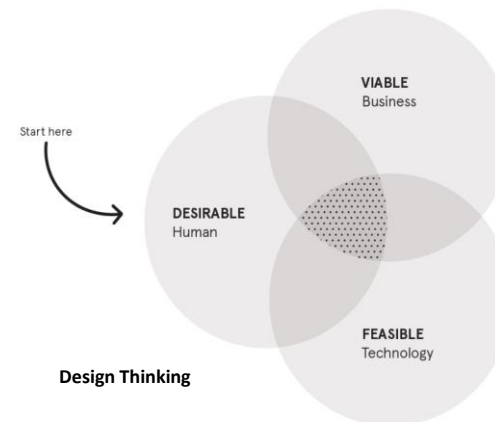 VIABLE
Business
Start here
DESIRABLE
Human
FEASIBLE
Technology
Design Thinking